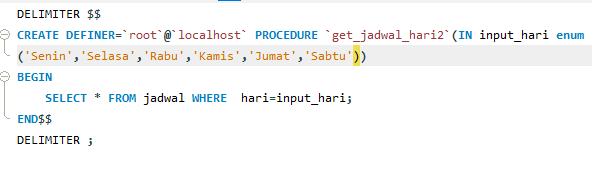 DELIMITER $$
CREATE DEFINER=`root`@`localhost` PROCEDURE `get_jadwal_hari2`(IN input_hari enum
('Senin','Selasa','Rabu','Kamis','Jumat','Sabtu'))
BEGIN
    SELECT * FROM jadwal WHERE  hari=input_hari;
END$$
DELIMITER ;